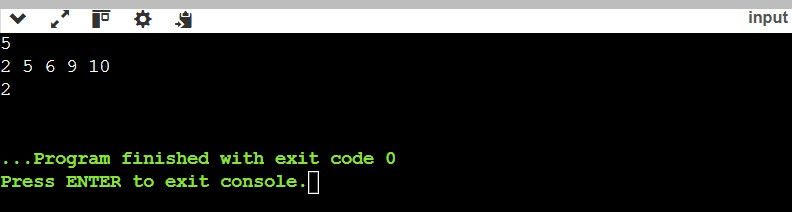 input
5
2 5 6 9 10
2
...Program finished with exit code 0
Press ENTER to exit console.